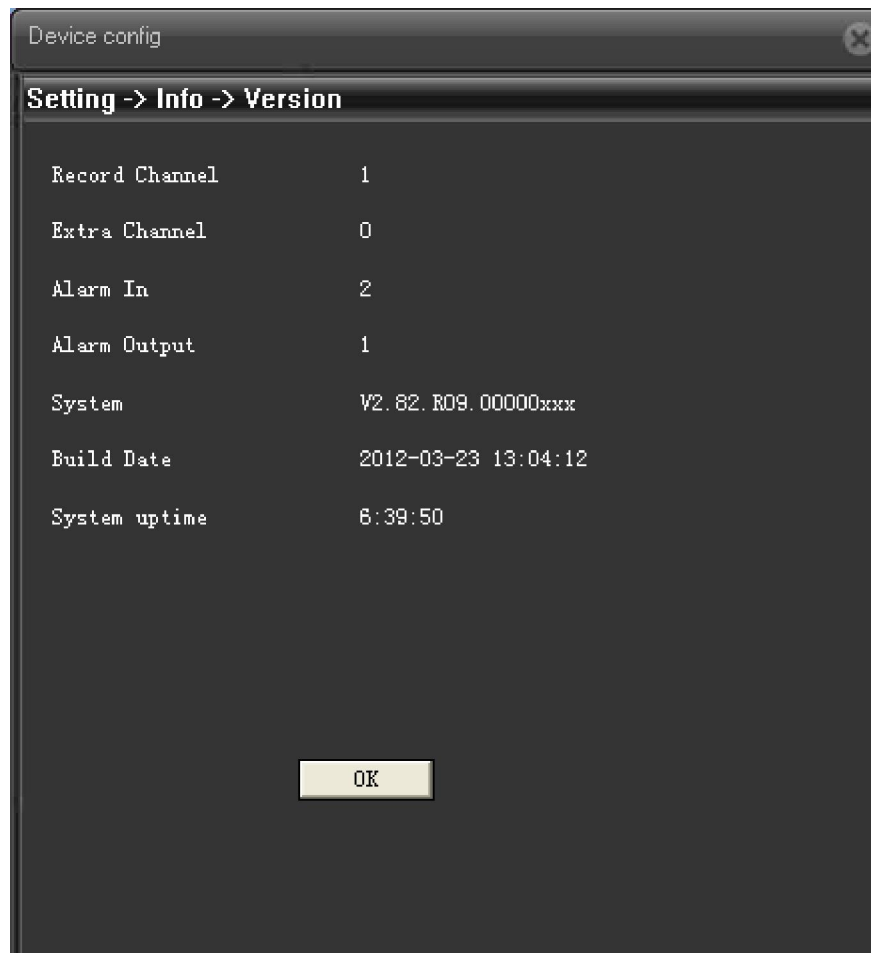 Device config
Setting -> Info -> Version
Record Channel 1
Extra Channel 0
Alarm In 2
Alarm Output 1
System V2.82.R09.00000xxx
Build Date 2012-03-23 13:04:12
System uptime 6:39:50
OK